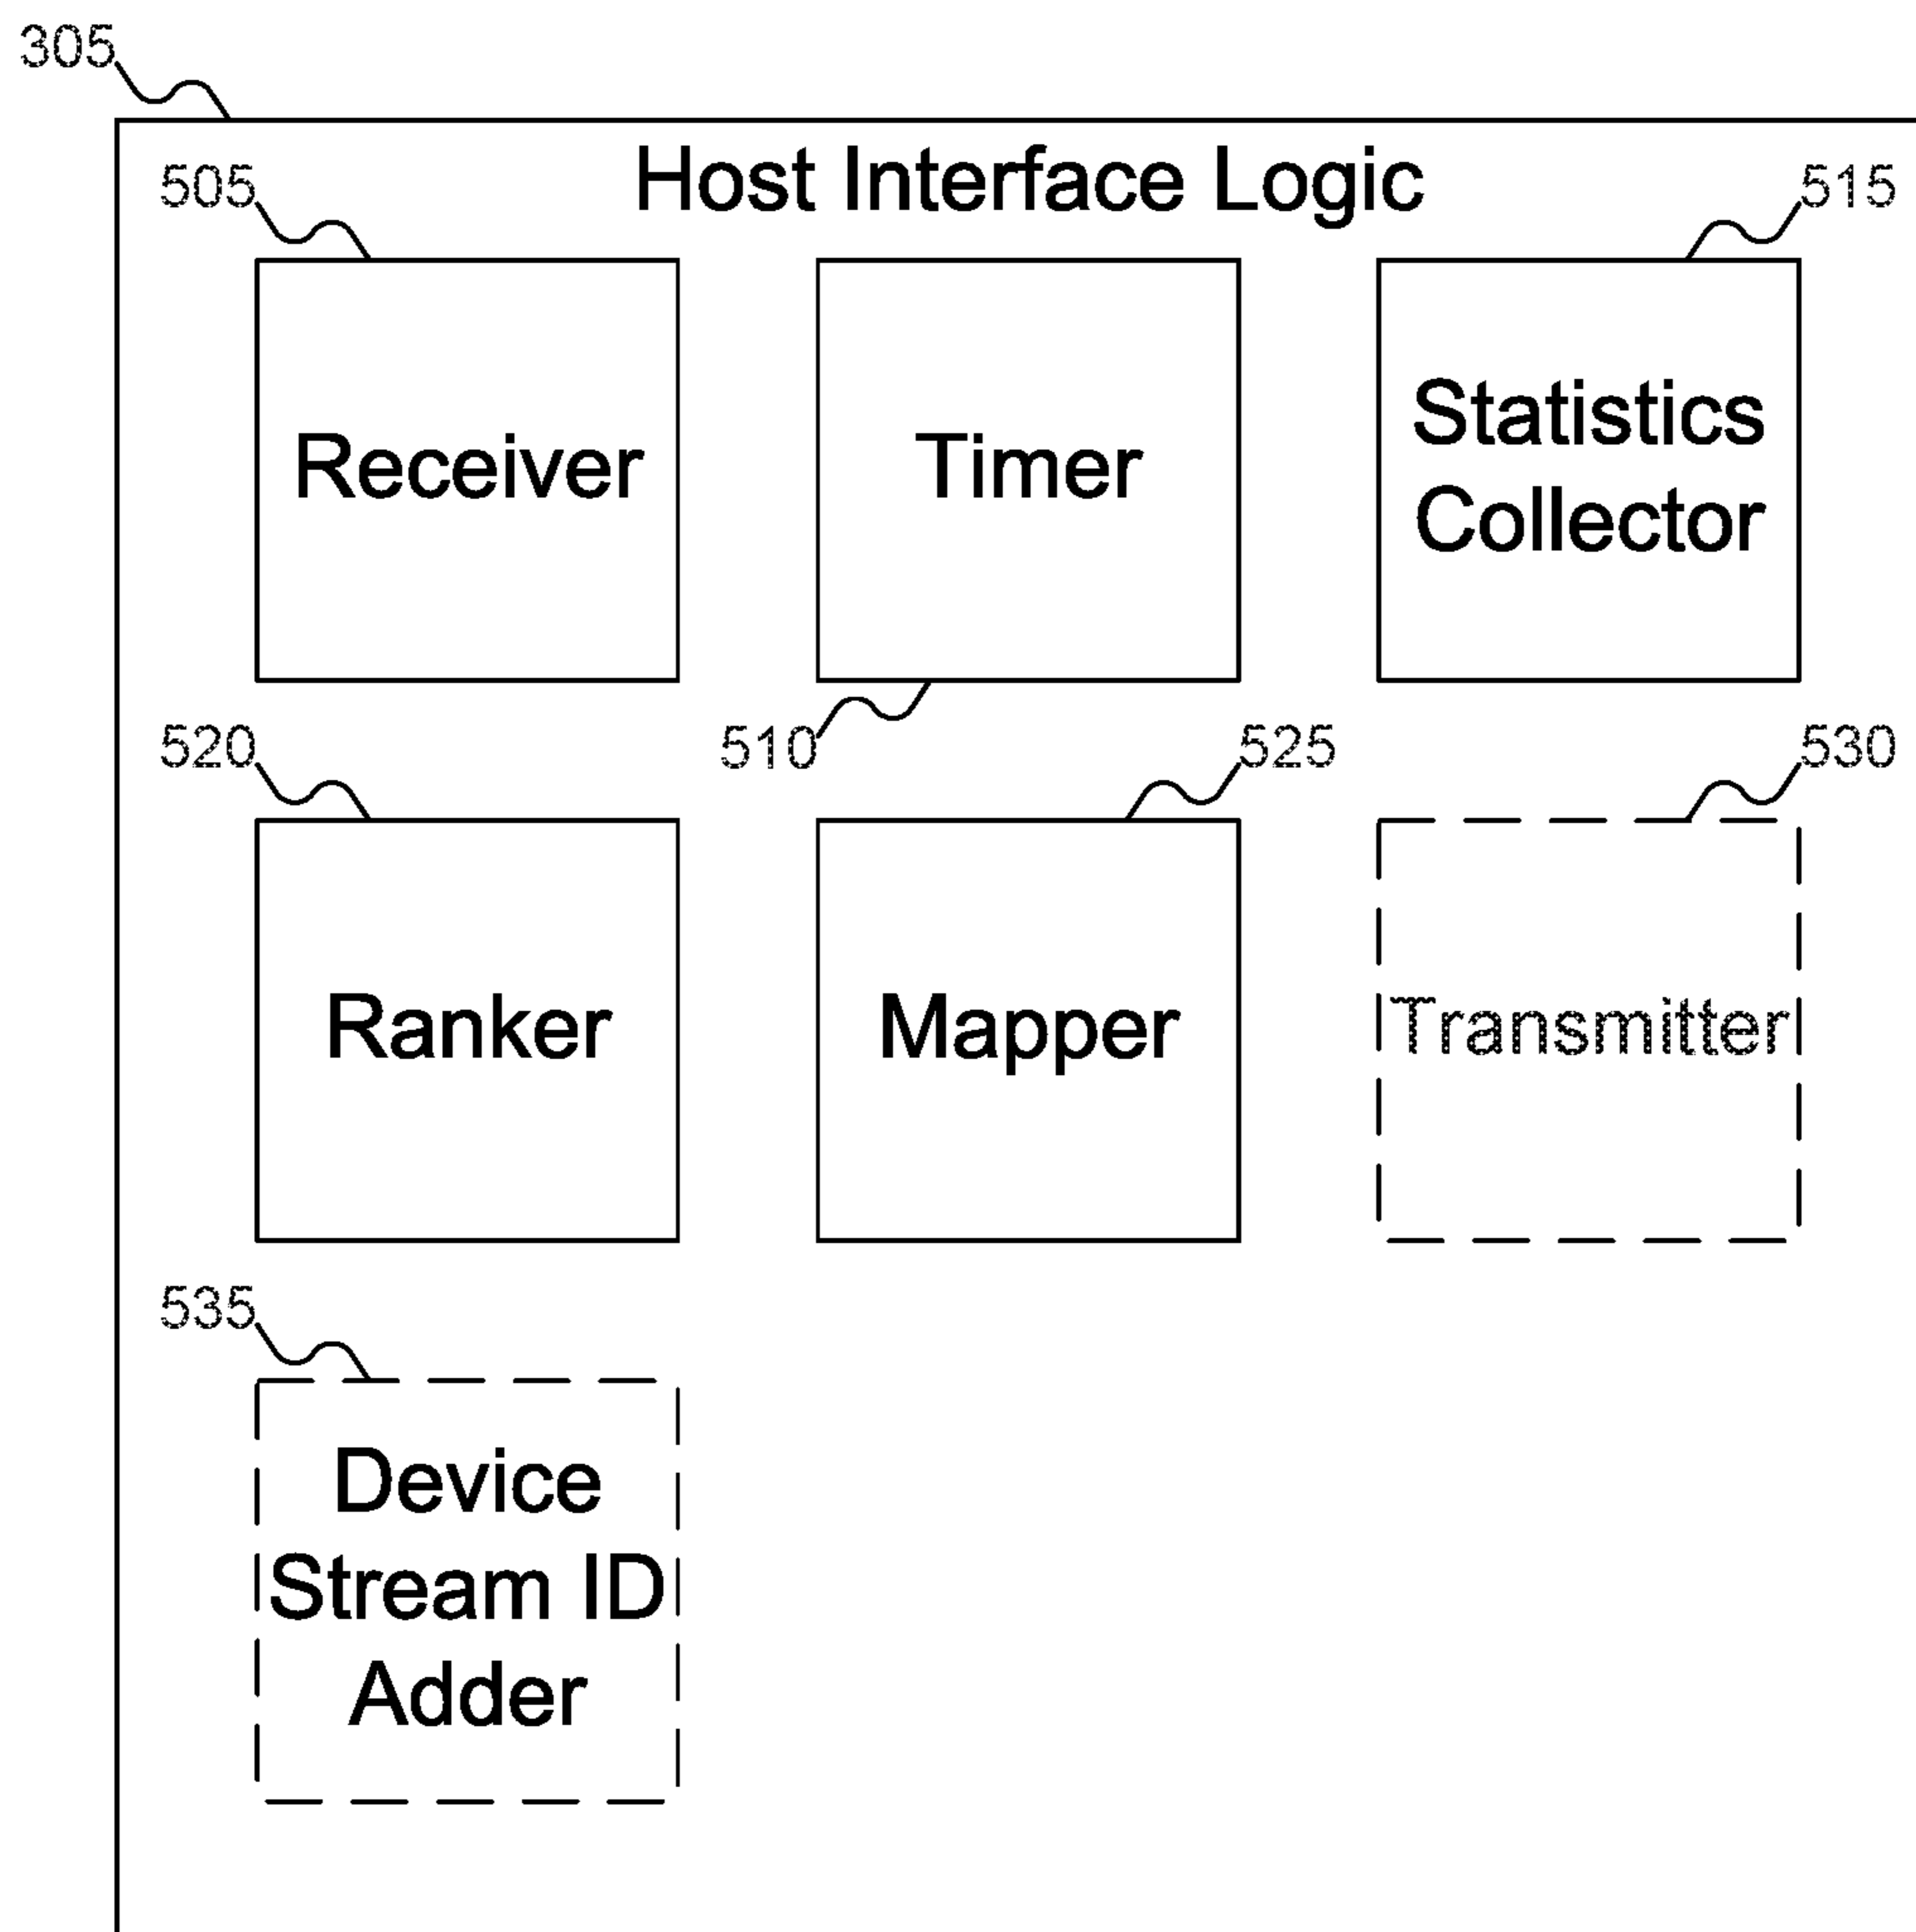 305
Host Interface Logic
505
515
Receiver
Timer
Statistics
Collector
520
510
525
530
Ranker
Mapper
Transmitter
535
Device
Stream ID
Adder